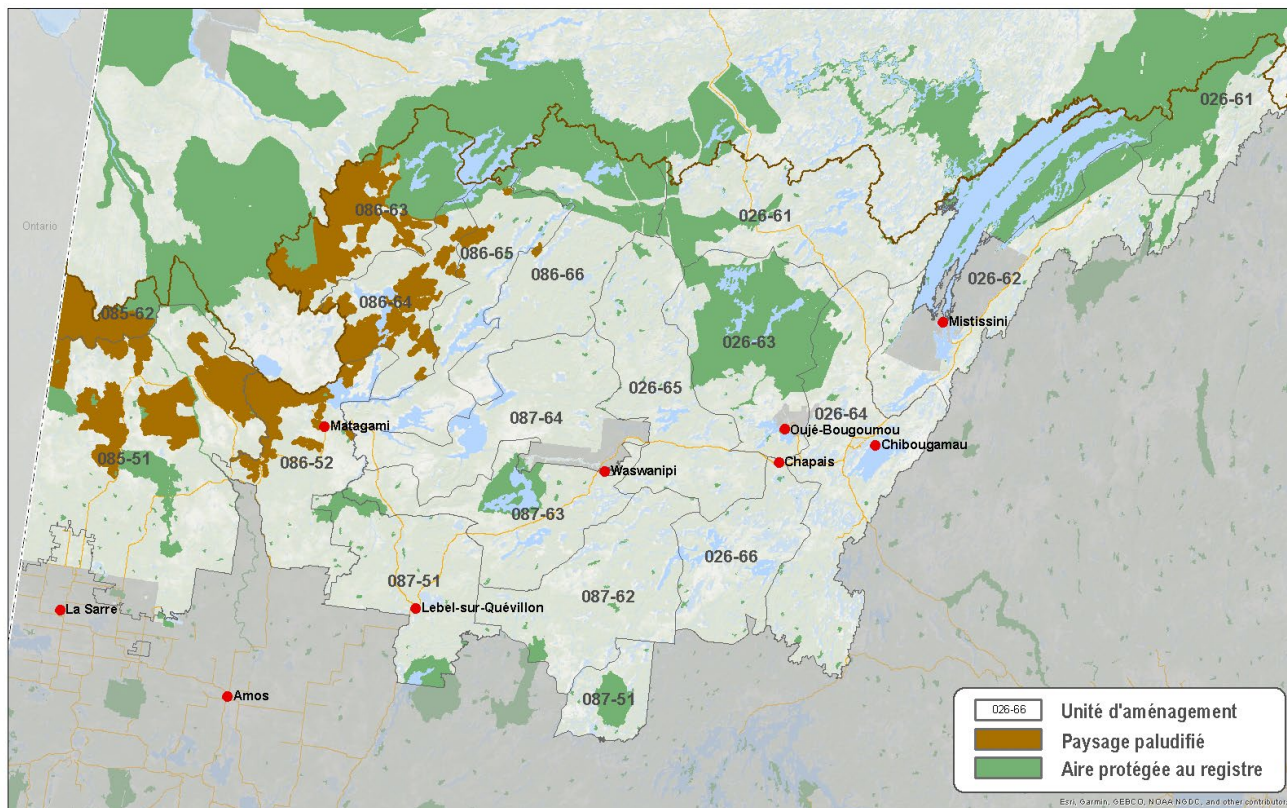 026-61
Ontario
086-63
026-61
086-65
086-66
026-62
086-64
085-62
Mistissini
026-63
026-65
087-64
026-64
Matagami
Oujé-Bougoumou
Chibougamau
085-51
086-52
Chapais
Waswanipi
087-63
026-66
087-51
087-62
La Sarre
Lebel-sur-Quévillon
Amos
087-51
026-66 Unité d'aménagement
Paysage paludifié
Aire protégée au registre
Esri, Garmin, GEBCO, NOAA NGDC, and other contributo